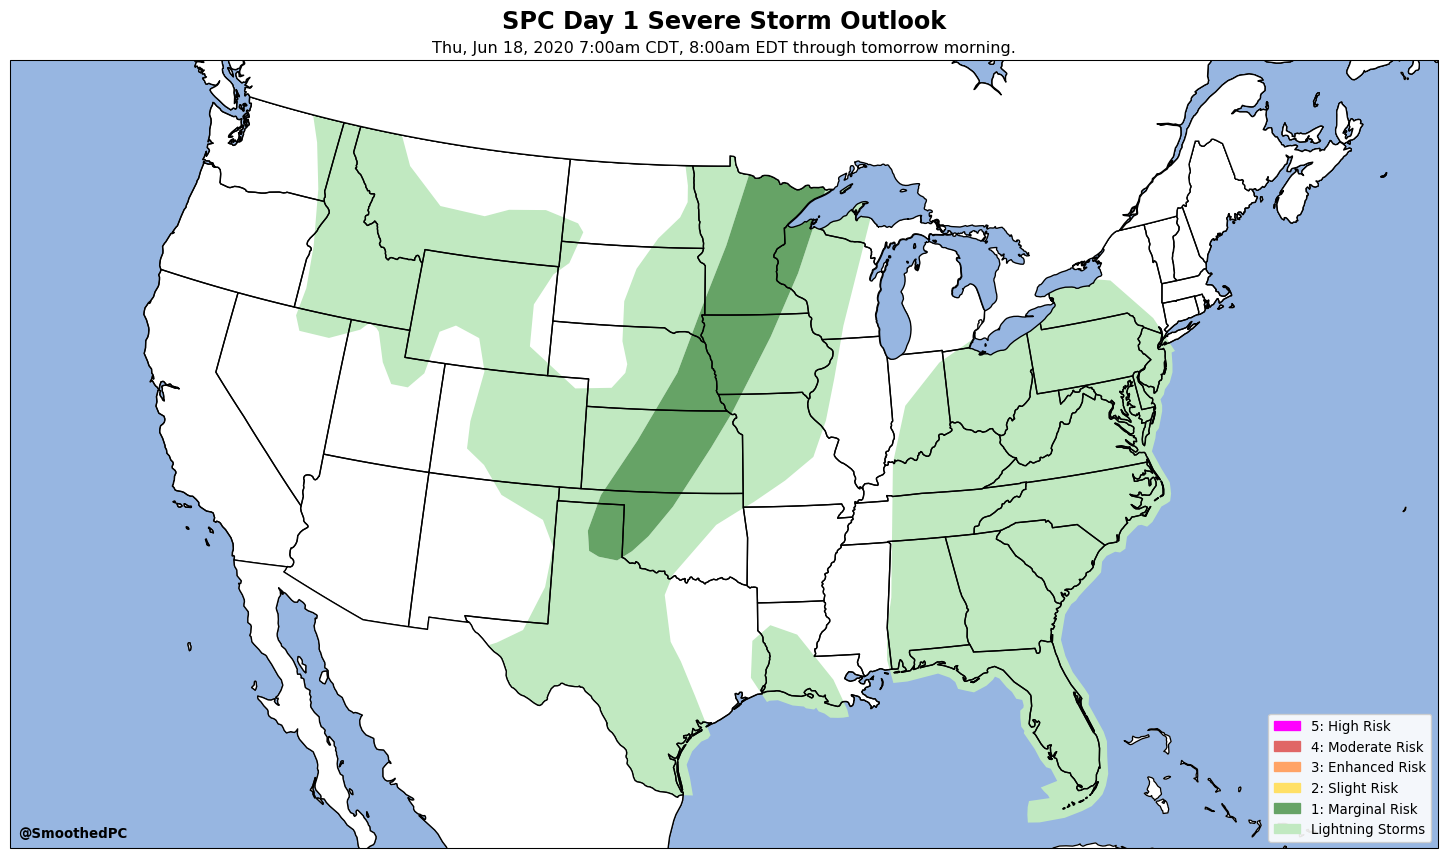 SPC Day 1 Severe Storm Outlook
Thu, Jun 18, 2020 7:00am CDT, 8:00am EDT through tomorrow morning.
5: High Risk
4: Moderate Risk
3: Enhanced Risk
2: Slight Risk
1: Marginal Risk
Lightning Storms
@SmoothedPC